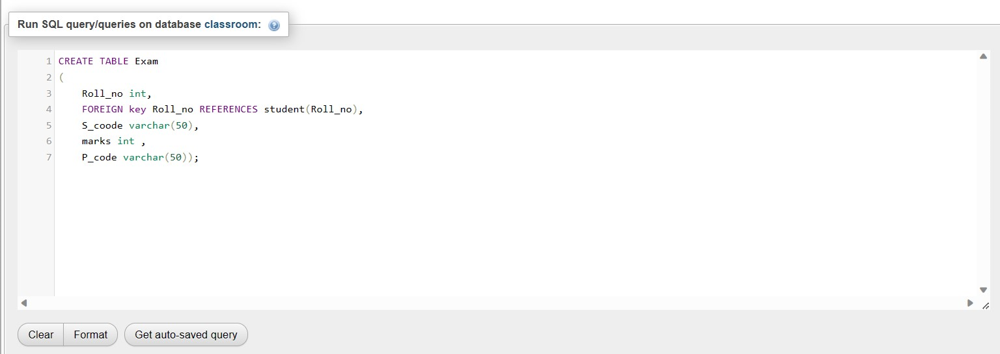 Run SQL query/queries on database classroom:
1 CREATE TABLE Exam
2 (
3 Roll_no int,
4 FOREIGN key Roll_no REFERENCES student(Roll_no),
5 S_coode varchar(50),
6 marks int ,
7 P_code varchar(50));
Clear Format Get auto-saved query